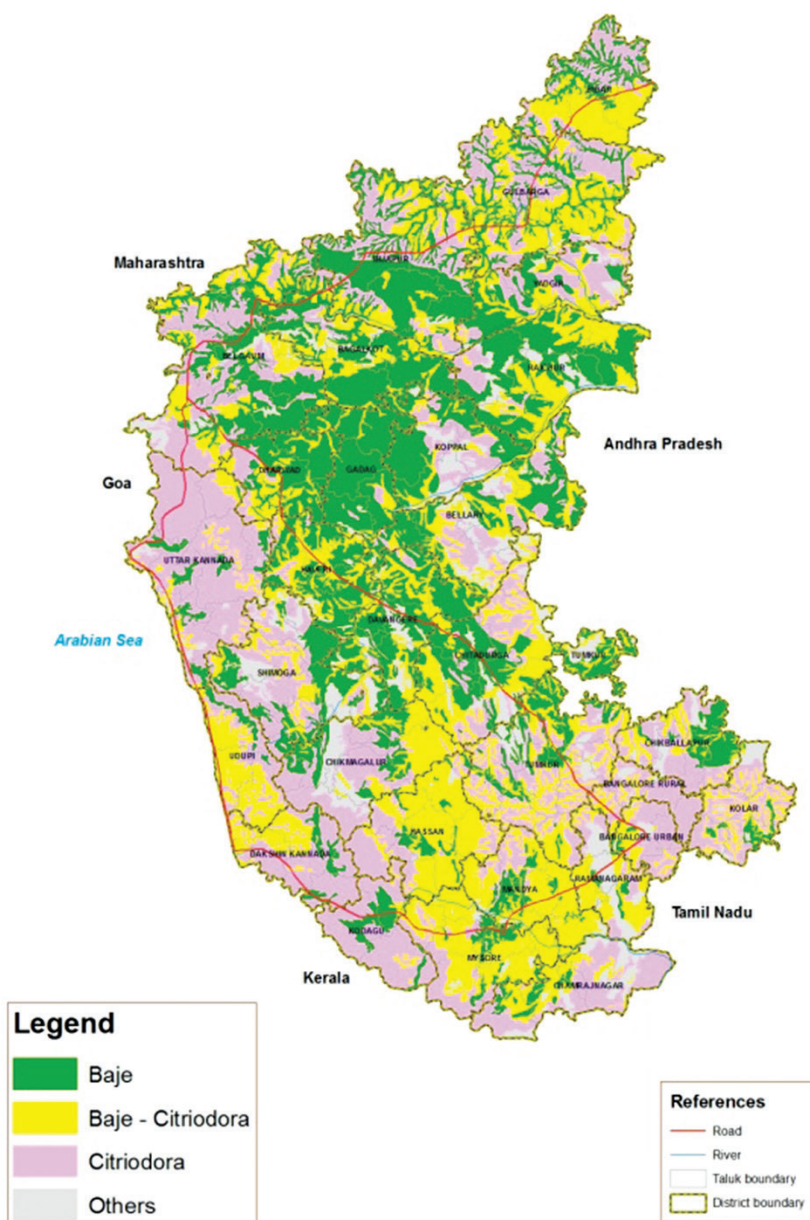 BIDAR
GULBARGA
Maharashtra
BIJAPUR
YADGIR
BELGAUM
BAGALKOT
RAICHUR
KOPPAL
Andhra Pradesh
Goa
DHARWAD
GADAG
BELLARY
UTTAR KANNADA
HAVERI
DAVANGERE
Arabian Sea
CHITADURGA
TUMKUR
SHIMOGA
CHIKBALLAPUR
UDUPI
CHIKMAGALUR
TUMKUR
BANGALORE RURAL
KOLAR
HASSAN
BANGALORE URBAN
DAKSHIN KANNADA
RAMANAGARAM
MANDYA
Tamil Nadu
KODAGU
MYSORE
Kerala
CHAMRAJNAGAR
Legend
Baje
Baje - Citriodora
Citriodora
Others
References
Road
River
Taluk boundary
District boundary